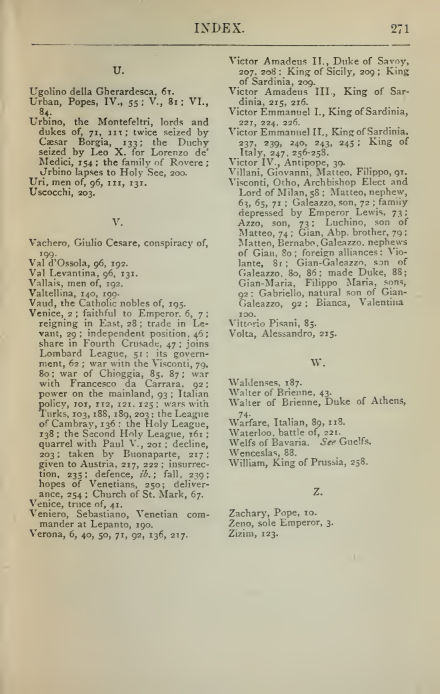 INDEX. 271
U.
Ugolino della Gherardesca, 61.
Urban, Popes, IV., 55; V., 81; VI.,
84.
Urbino, the Montefeltri, lords and
dukes of, 71, 111; twice seized by
Cæsar Borgia, 133; the Duchy
seized by Leo X. for Lorenzo de'
Medici, 154; the family of Rovere;
Urbino lapses to Holy See, 200.
Uri, men of, 96, 111, 131.
Uscocchi, 203.
V.
Vachero, Giulio Cesare, conspiracy of,
199.
Val d'Ossola, 96, 192.
Val Levantina, 96, 131.
Vallais, men of, 192.
Valtellina, 140, 190.
Vaud, the Catholic nobles of, 195.
Venice, 2; faithful to Emperor, 6, 7;
reigning in East, 28; trade in Le-
vant, 29; independent position, 46;
share in Fourth Crusade, 47; joins
Lombard League, 51; its govern-
ment, 62; war with the Visconti, 79,
80; war of Chioggia, 85, 87; war
with Francesco da Carrara, 92;
power on the mainland, 93; Italian
policy, 101, 112, 121, 125; wars with
Turks, 103, 188, 189, 203; the League
of Cambray, 136; the Holy League,
138; the Second Holy League, 161;
quarrel with Paul V., 201; decline,
203; taken by Buonaparte, 217;
given to Austria, 217, 222; insurrec-
tion, 235; defence, ib.; fall, 239;
hopes of Venetians, 250; deliver-
ance, 254; Church of St. Mark, 67.
Venice, truce of, 41.
Veniero, Sebastiano, Venetian com-
mander at Lepanto, 190.
Verona, 6, 40, 50, 71, 92, 136, 217.
Victor Amadeus II., Duke of Savoy,
207, 208; King of Sicily, 209; King
of Sardinia, 209.
Victor Amadeus III., King of Sar-
dinia, 215, 216.
Victor Emmanuel I., King of Sardinia,
221, 224, 226.
Victor Emmanuel II., King of Sardinia,
237, 239, 240, 243, 245; King of
Italy, 247, 256-258.
Victor IV., Antipope, 39.
Villani, Giovanni, Matteo, Filippo, 91.
Visconti, Otho, Archbishop Elect and
Lord of Milan, 58; Matteo, nephew,
63, 65, 71; Galeazzo, son, 72; family
depressed by Emperor Lewis, 73;
Azzo, son, 73; Luchino, son of
Matteo, 74; Gian, Abp. brother, 79;
Matteo, Bernabo, Galeazzo, nephews
of Gian, 80; foreign alliances: Vio-
lante, 81; Gian-Galeazzo, son of
Galeazzo, 80, 86; made Duke, 88;
Gian-Maria, Filippo Maria, sons,
92; Gabriello, natural son of Gian-
Galeazzo, 92; Bianca, Valentina
100.
Vittorio Pisani, 85.
Volta, Alessandro, 215.
W.
Waldenses, 187.
Walter of Brienne, 43.
Walter of Brienne, Duke of Athens,
74.
Warfare, Italian, 89, 118.
Waterloo, battle of, 221.
Welfs of Bavaria. See Guelfs.
Wenceslas, 88.
William, King of Prussia, 258.
Z.
Zachary, Pope, 10.
Zeno, sole Emperor, 3.
Zizim, 123.